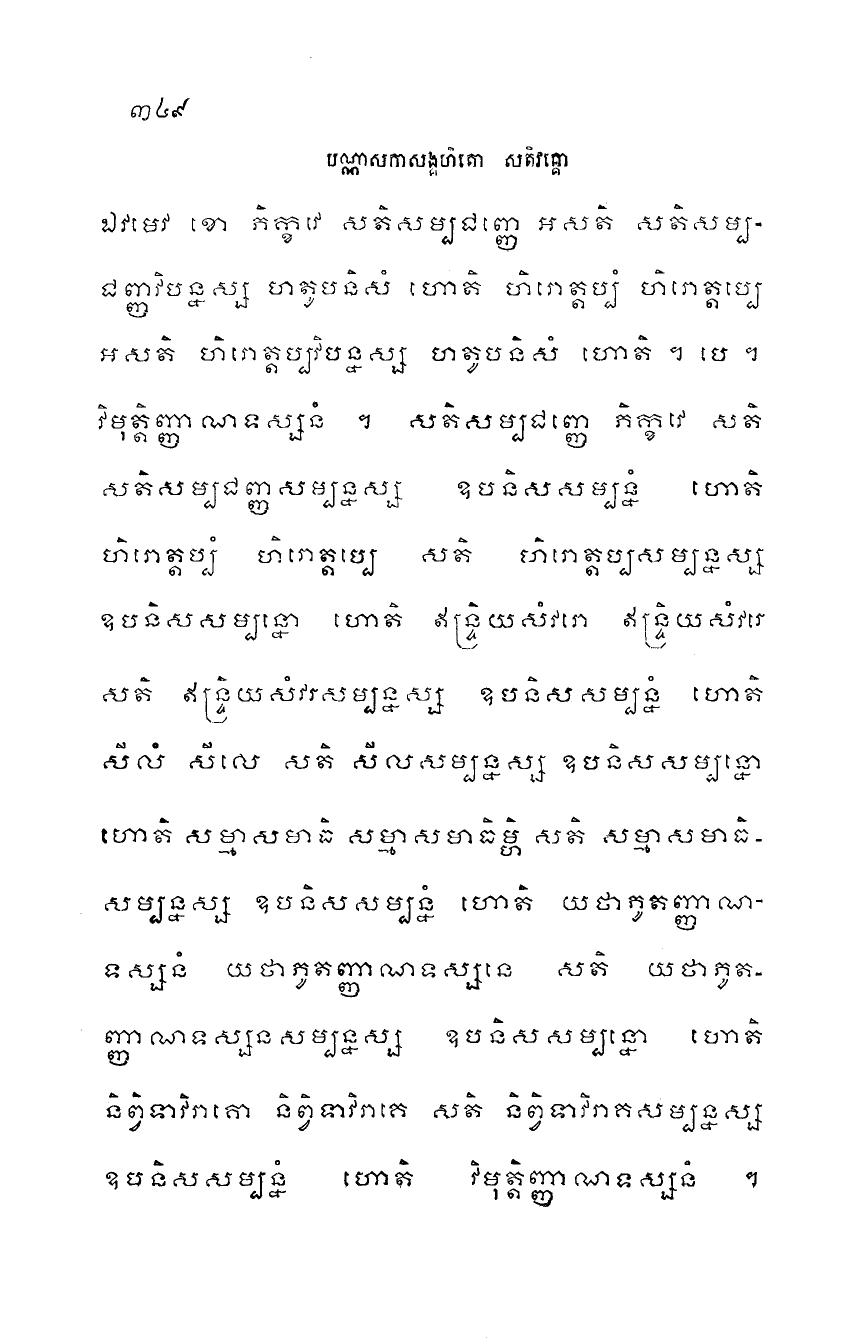 ៣៤៩
បណ្ណាសកាសង្គហិតោ សតិវគ្គោ
ឯវមេវ ខោ ភិក្ខវេ សតិសម្បជញ្ញេ អសតិ សតិសម្ប-
ជញ្ញវិបន្នស្ស ហតូបនិសំ ហោតិ ហិរោត្តប្បំ ហិរោត្តប្បេ
អសតិ ហិរោត្តប្បវិបន្នស្ស ហតូបនិសំ ហោតិ ។ បេ ។
វិមុត្តិញ្ញាណទស្សនំ ។ សតិសម្បជញ្ញេ ភិក្ខវេ សតិ
សតិសម្បជញ្ញសម្បន្នស្ស ឧបនិសសម្បន្នំ ហោតិ
ហិរោត្តប្បំ ហិរោត្តប្បេ សតិ ហិរោត្តប្បសម្បន្នស្ស
ឧបនិសសម្បន្នោ ហោតិ ឥន្ទ្រិយសំវរោ ឥន្ទ្រិយសំវរេ
សតិ ឥន្ទ្រិយសំវរសម្បន្នស្ស ឧបនិសសម្បន្នំ ហោតិ
សីលំ សីលេ សតិ សីលសម្បន្នស្ស ឧបនិសសម្បន្នោ
ហោតិ សម្មាសមាធិ សម្មាសមាធិម្ហិ សតិ សម្មាសមាធិ-
សម្បន្នស្ស ឧបនិសសម្បន្នំ ហោតិ យថាភូតញ្ញាណ-
ទស្សនំ យថាភូតញ្ញាណទស្សនេ សតិ យថាភូត-
ញ្ញាណទស្សនសម្បន្នស្ស ឧបនិសសម្បន្នោ ហោតិ
និព្វិទាវិរាគោ និព្វិទាវិរាគេ សតិ និព្វិទាវិរាគសម្បន្នស្ស
ឧបនិសសម្បន្នំ ហោតិ វិមុត្តិញ្ញាណទស្សនំ ។